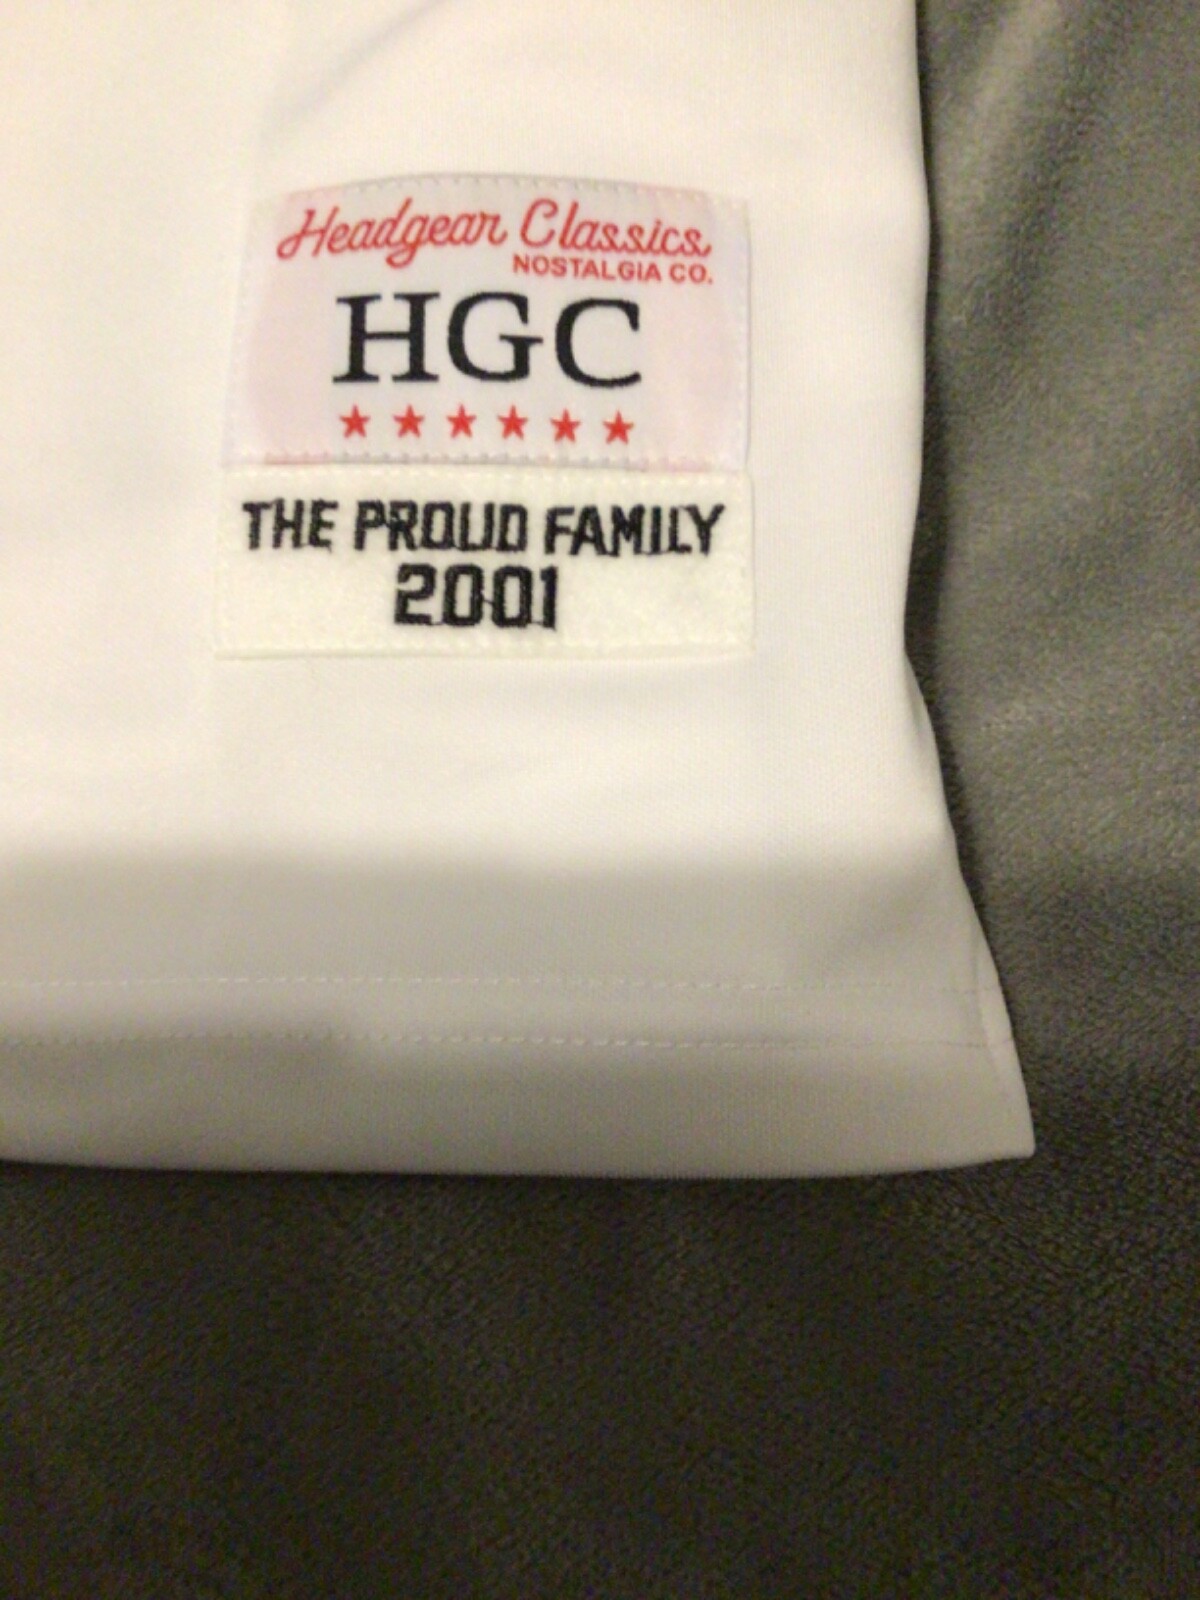 Headgear Classics
NOSTALGIA CO.
HGC
THE PROUD FAMILY
2001